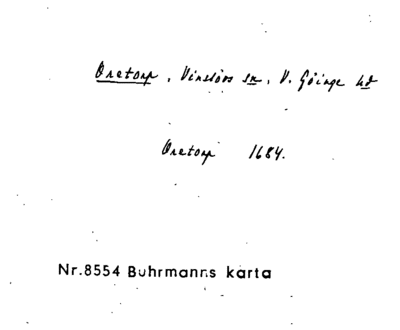 Oretorp, Vinslövs sn, V. Göinge hd
Oretorp 1684.
Nr.8554 Buhrmanns karta